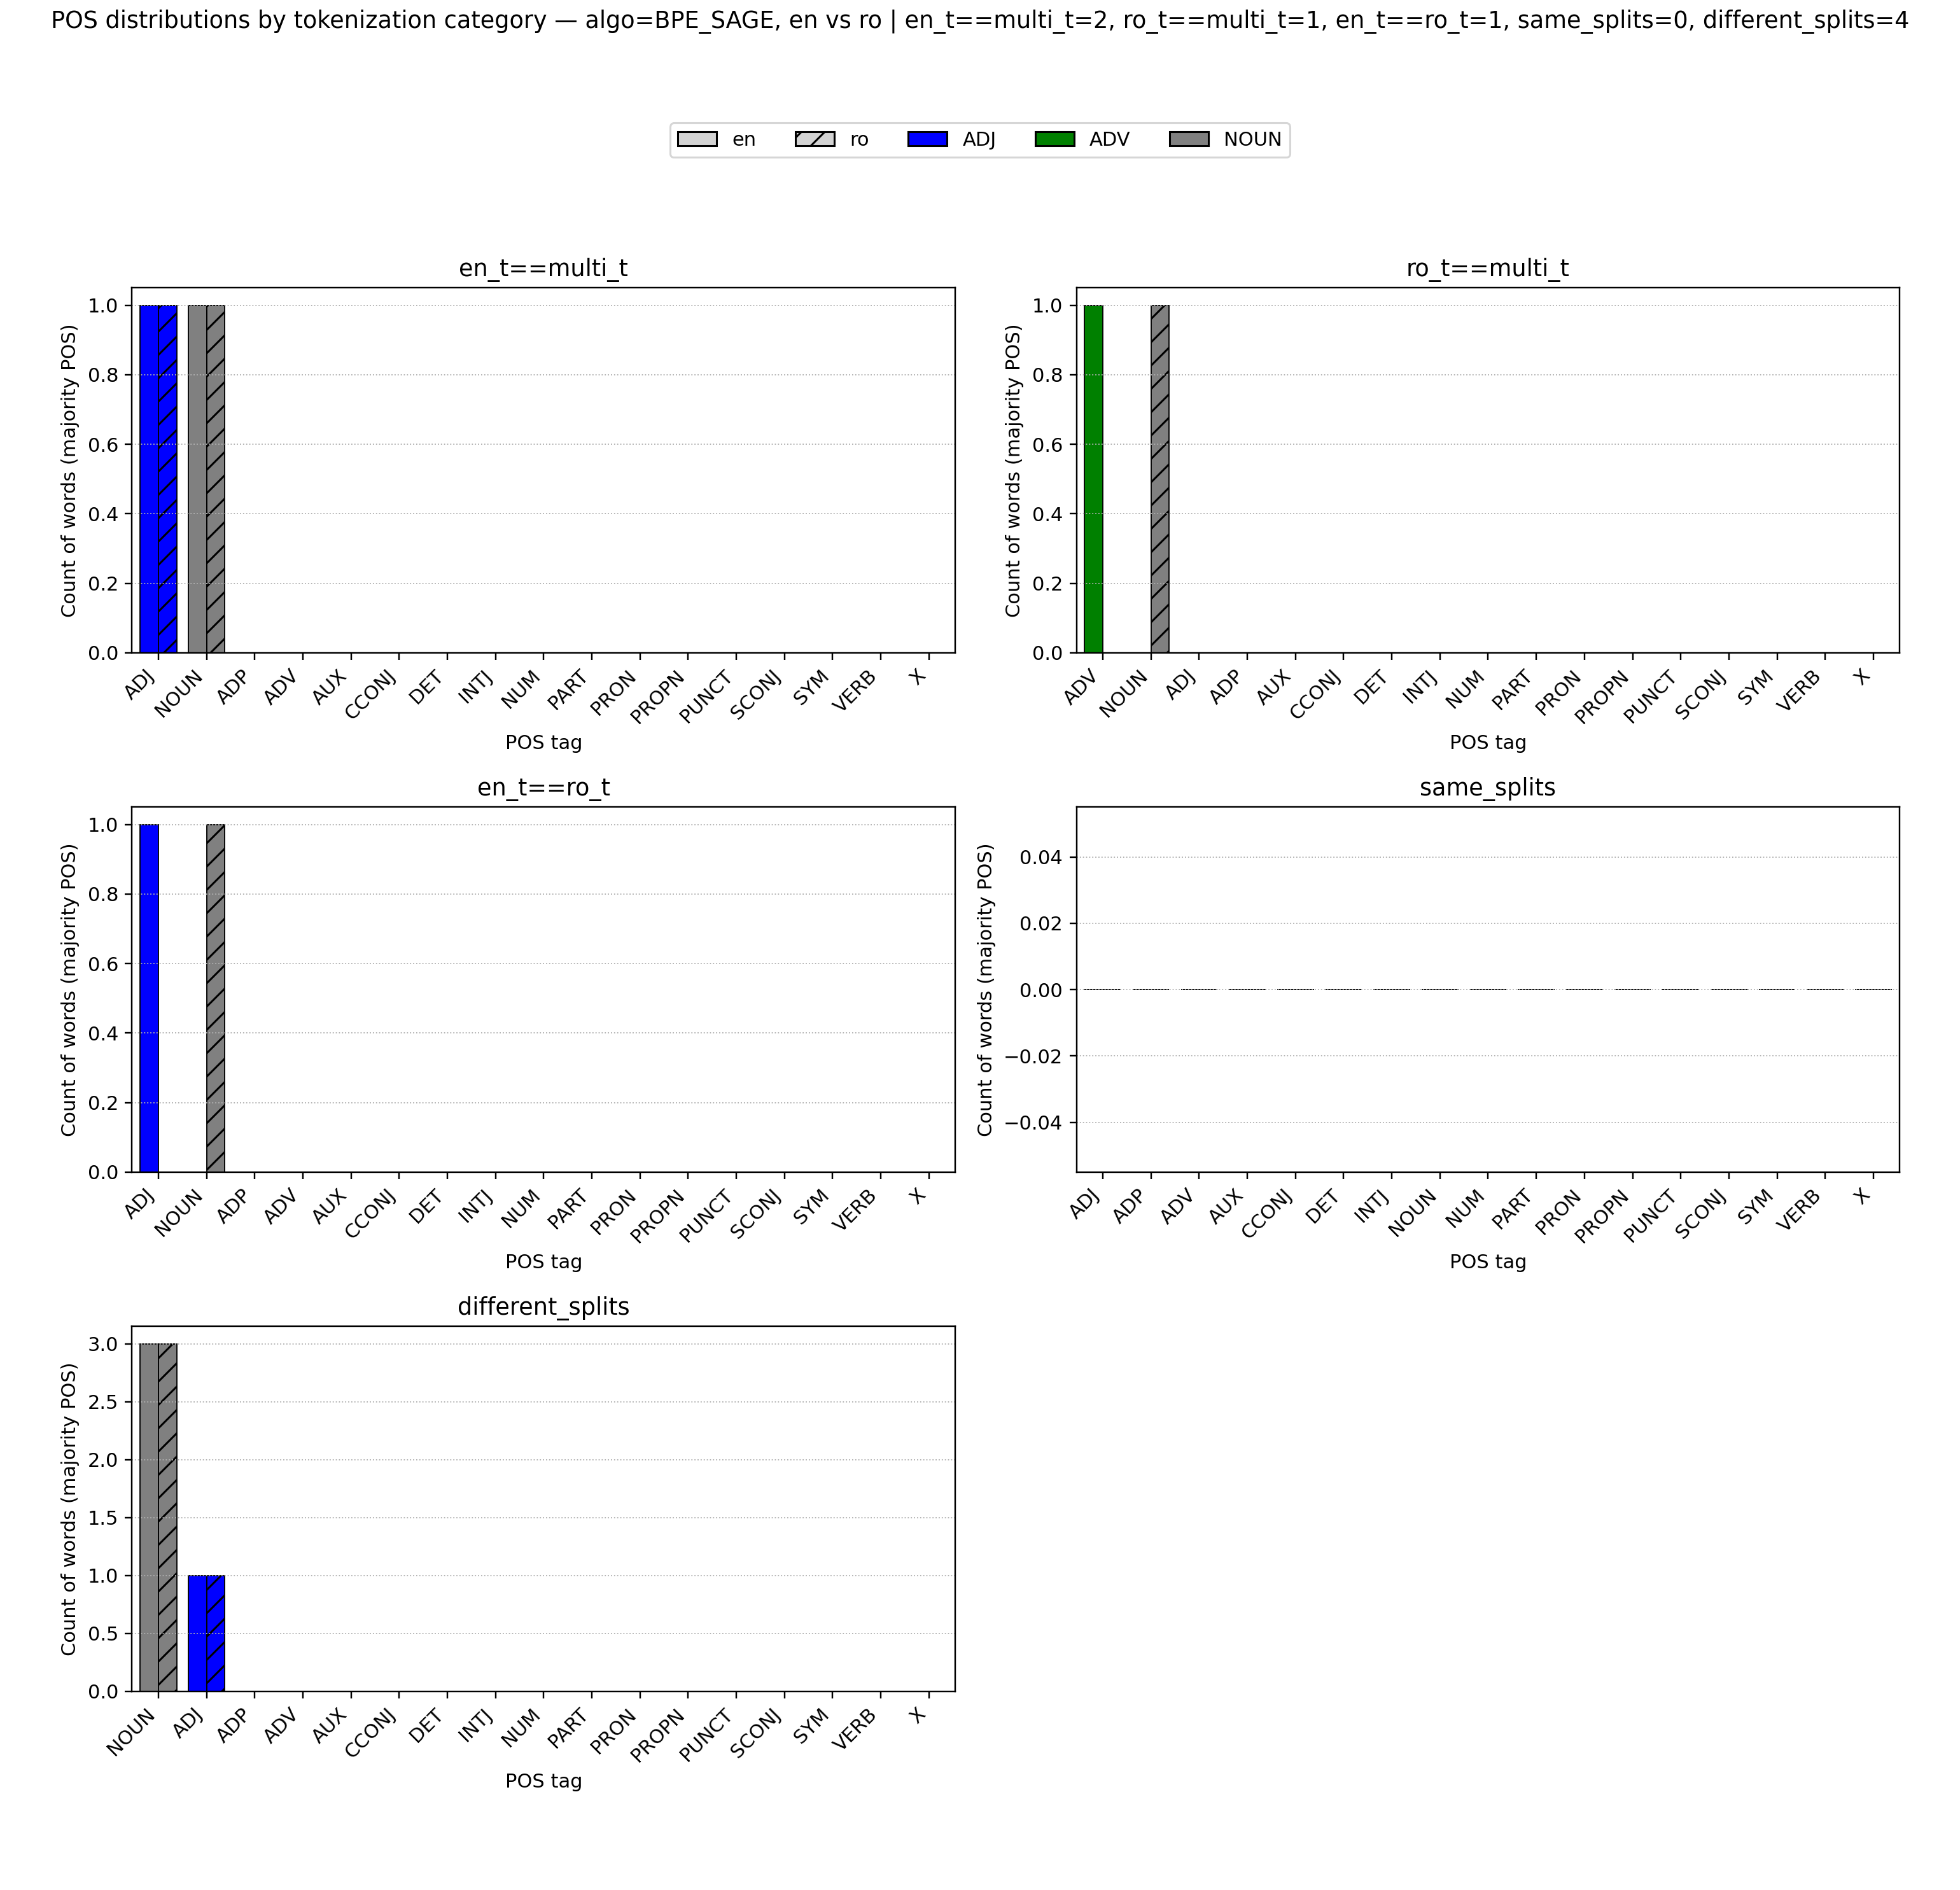 POS distributions by tokenization category — algo=BPE_SAGE, en vs ro | en_t==multi_t=2, ro_t==multi_t=1, en_t==ro_t=1, same_splits=0, different_splits=4
en ro ADJ ADV NOUN
en_t==multi_t
Count of words (majority POS)
1.0
0.8
0.6
0.4
0.2
0.0
ADJ NOUN ADP ADV AUX CCONJ DET INTJ NUM PART PRON PROPN PUNCT SCONJ SYM VERB X
POS tag
ro_t==multi_t
Count of words (majority POS)
1.0
0.8
0.6
0.4
0.2
0.0
ADV NOUN ADJ ADP AUX CCONJ DET INTJ NUM PART PRON PROPN PUNCT SCONJ SYM VERB X
POS tag
en_t==ro_t
Count of words (majority POS)
1.0
0.8
0.6
0.4
0.2
0.0
ADJ NOUN ADP ADV AUX CCONJ DET INTJ NUM PART PRON PROPN PUNCT SCONJ SYM VERB X
POS tag
same_splits
Count of words (majority POS)
0.04
0.02
0.00
−0.02
−0.04
ADJ ADP ADV AUX CCONJ DET INTJ NOUN NUM PART PRON PROPN PUNCT SCONJ SYM VERB X
POS tag
different_splits
Count of words (majority POS)
3.0
2.5
2.0
1.5
1.0
0.5
0.0
NOUN ADJ ADP ADV AUX CCONJ DET INTJ NUM PART PRON PROPN PUNCT SCONJ SYM VERB X
POS tag